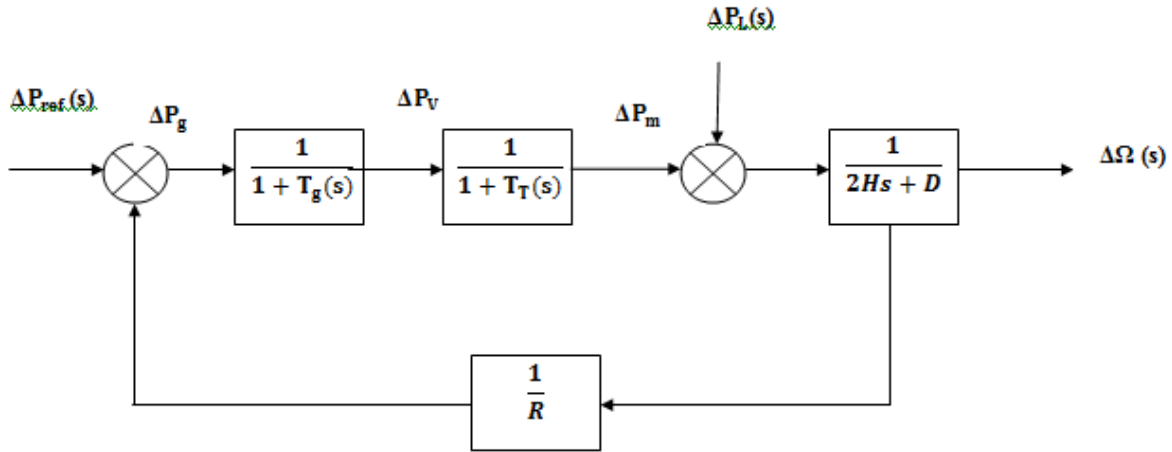 ΔP_L(s)
ΔP_ref(s)
ΔP_g
ΔP_V
ΔP_m
1
1 + T_g(s)
1
1 + T_T(s)
1
2Hs + D
ΔΩ (s)
1
R